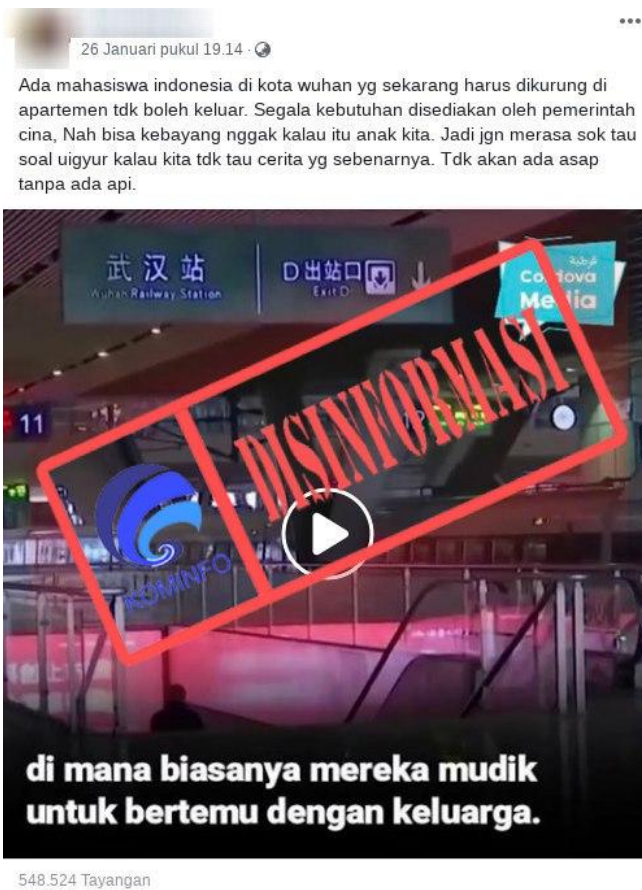 26 Januari pukul 19.14 ·
Ada mahasiswa indonesia di kota wuhan yg sekarang harus dikurung di
apartemen tdk boleh keluar. Segala kebutuhan disediakan oleh pemerintah
cina, Nah bisa kebayang nggak kalau itu anak kita. Jadi jgn merasa sok tau
soal uigyur kalau kita tdk tau cerita yg sebenarnya. Tdk akan ada asap
tanpa ada api.
武汉站
Wuhan Railway Station
D出站口
Exit D
قرطبة
Cordova
Media
11
12
DISINFORMASI
KOMINFO
di mana biasanya mereka mudik
untuk bertemu dengan keluarga.
548.524 Tayangan